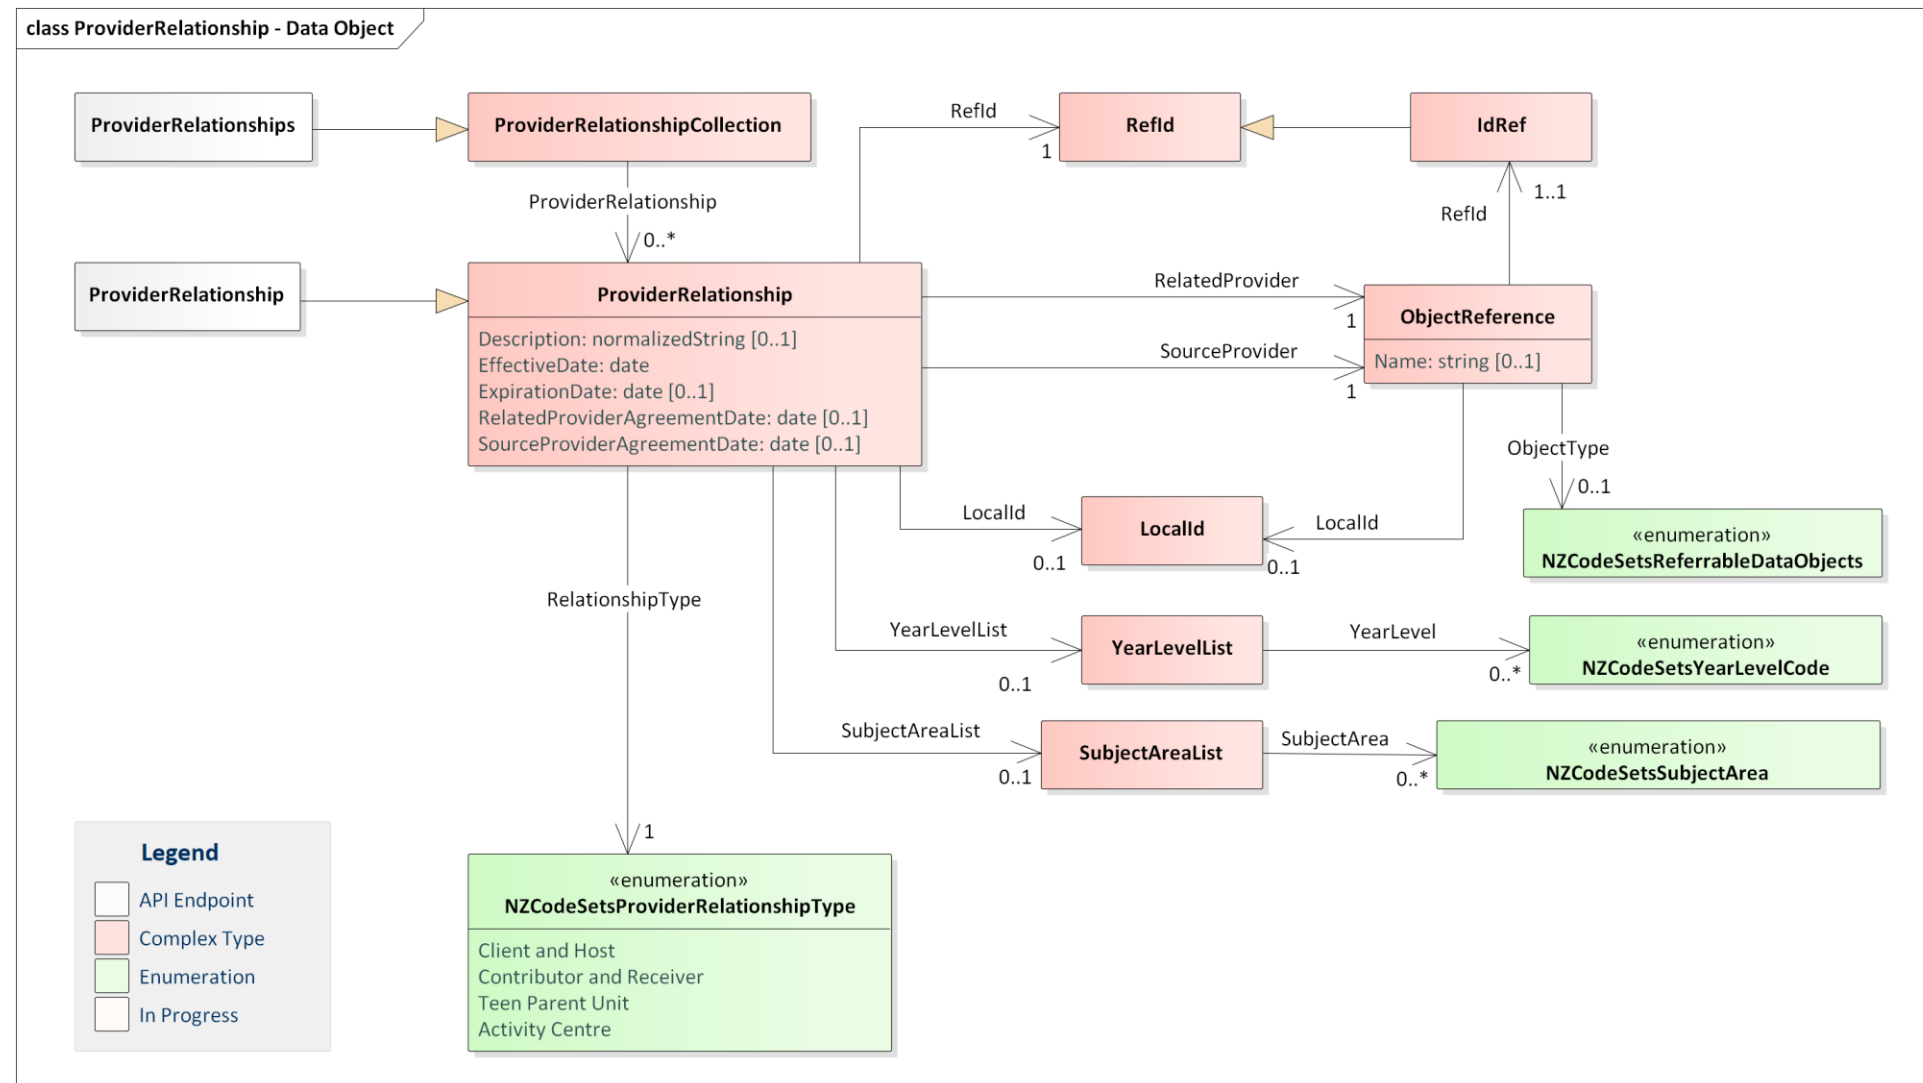 class ProviderRelationship - Data Object
ProviderRelationships
ProviderRelationshipCollection
RefId
1
RefId
IdRef
1..1
RefId
ProviderRelationship
0..*
ProviderRelationship
ProviderRelationship
Description: normalizedString [0..1]
EffectiveDate: date
ExpirationDate: date [0..1]
RelatedProviderAgreementDate: date [0..1]
SourceProviderAgreementDate: date [0..1]
RelatedProvider
1
SourceProvider
1
ObjectReference
Name: string [0..1]
ObjectType
0..1
LocalId
0..1
LocalId
LocalId
0..1
«enumeration»
NZCodeSetsReferrableDataObjects
RelationshipType
1
YearLevelList
0..1
YearLevelList
YearLevel
0..*
«enumeration»
NZCodeSetsYearLevelCode
SubjectAreaList
0..1
SubjectAreaList
SubjectArea
0..*
«enumeration»
NZCodeSetsSubjectArea
Legend
API Endpoint
Complex Type
Enumeration
In Progress
«enumeration»
NZCodeSetsProviderRelationshipType
Client and Host
Contributor and Receiver
Teen Parent Unit
Activity Centre